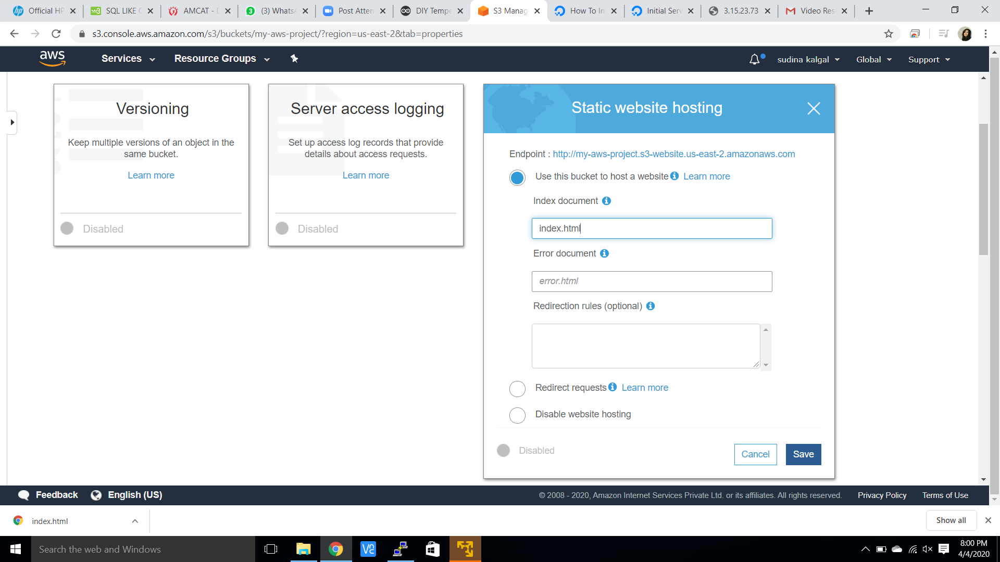 Official HP
SQL LIKE
AMCAT -
(3) Whats
Post Atten
DIY Tempe
S3 Manag
How To In
Initial Serv
3.15.23.73
Video Res
s3.console.aws.amazon.com/s3/buckets/my-aws-project/?region=us-east-2&tab=properties
aws
Services
Resource Groups
sudina kalgal
Global
Support
Versioning
Keep multiple versions of an object in the
same bucket.
Learn more
Disabled
Server access logging
Set up access log records that provide
details about access requests.
Learn more
Disabled
Static website hosting
Endpoint : http://my-aws-project.s3-website.us-east-2.amazonaws.com
Use this bucket to host a website Learn more
Index document
index.html
Error document
error.html
Redirection rules (optional)
Redirect requests Learn more
Disable website hosting
Disabled
Cancel
Save
Feedback
English (US)
© 2008 - 2020, Amazon Internet Services Private Ltd. or its affiliates. All rights reserved.
Privacy Policy
Terms of Use
index.html
Show all
Search the web and Windows
8:00 PM
4/4/2020